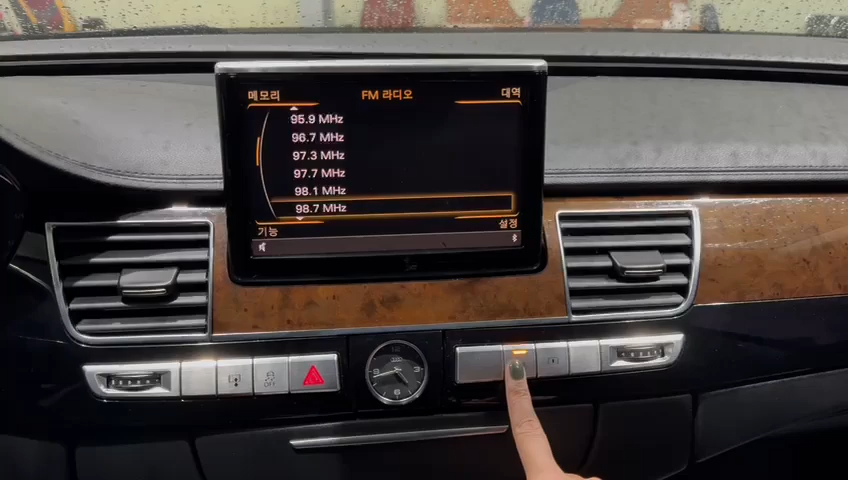 메모리 FM 라디오 대역
95.9 MHz
96.7 MHz
97.3 MHz
97.7 MHz
98.1 MHz
98.7 MHz
기능 설정